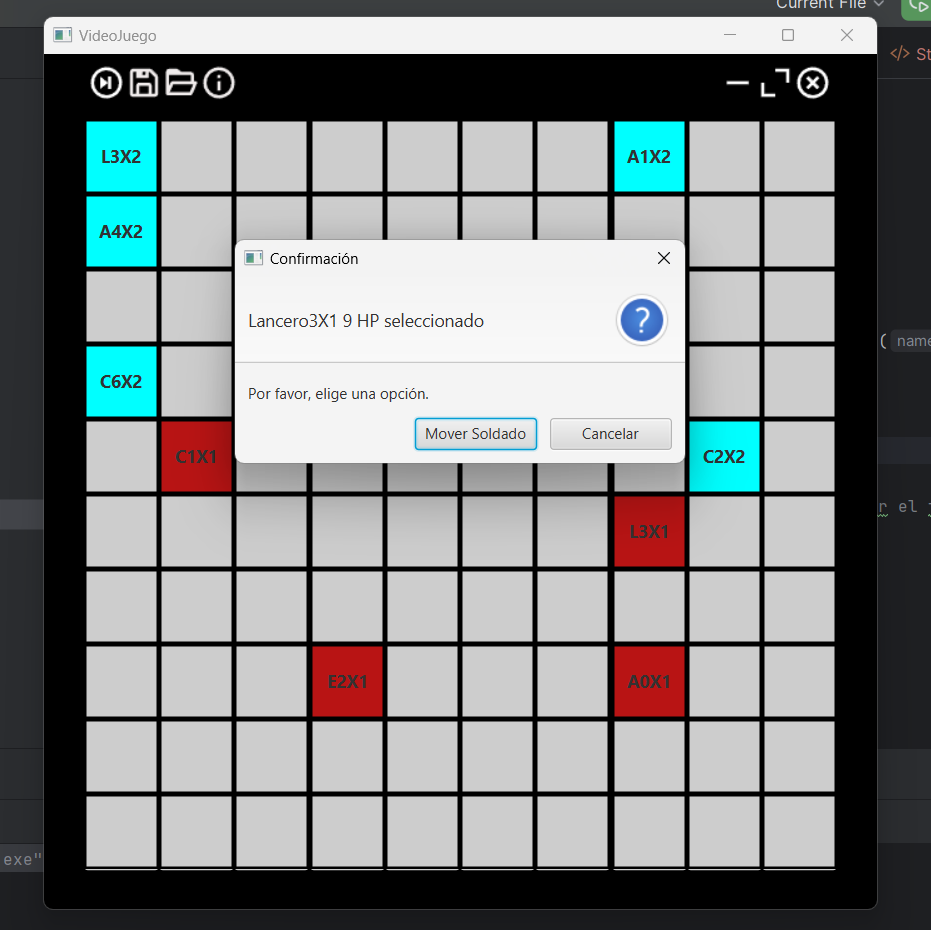 Current File
VideoJuego
</> St
L3X2
A1X2
A4X2
Confirmación
Lancero3X1 9 HP seleccionado
?
( name
C6X2
Por favor, elige una opción.
Mover Soldado
Cancelar
C1X1
C2X2
r el
L3X1
E2X1
A0X1
exe"